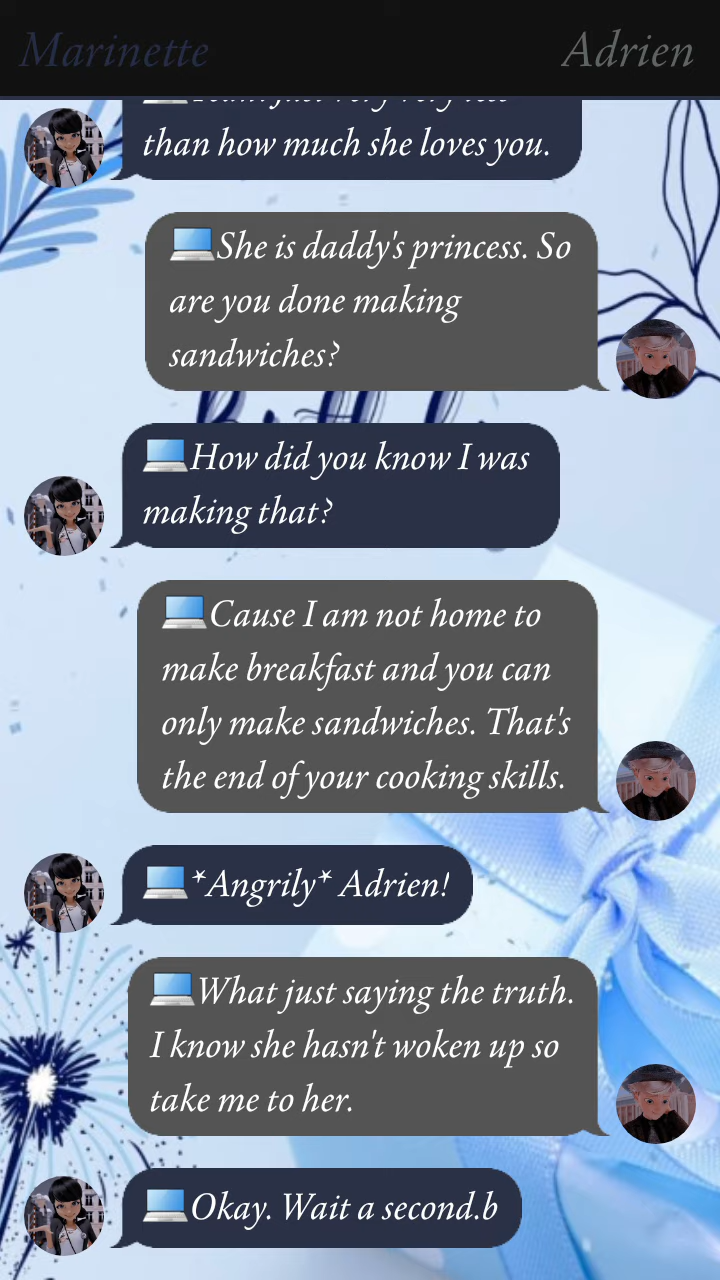 Marinette
Adrien
than how much she loves you.
💻She is daddy's princess. So
are you done making
sandwiches?
💻How did you know I was
making that?
💻Cause I am not home to
make breakfast and you can
only make sandwiches. That's
the end of your cooking skills.
💻*Angrily* Adrien!
💻What just saying the truth.
I know she hasn't woken up so
take me to her.
💻Okay. Wait a second.b